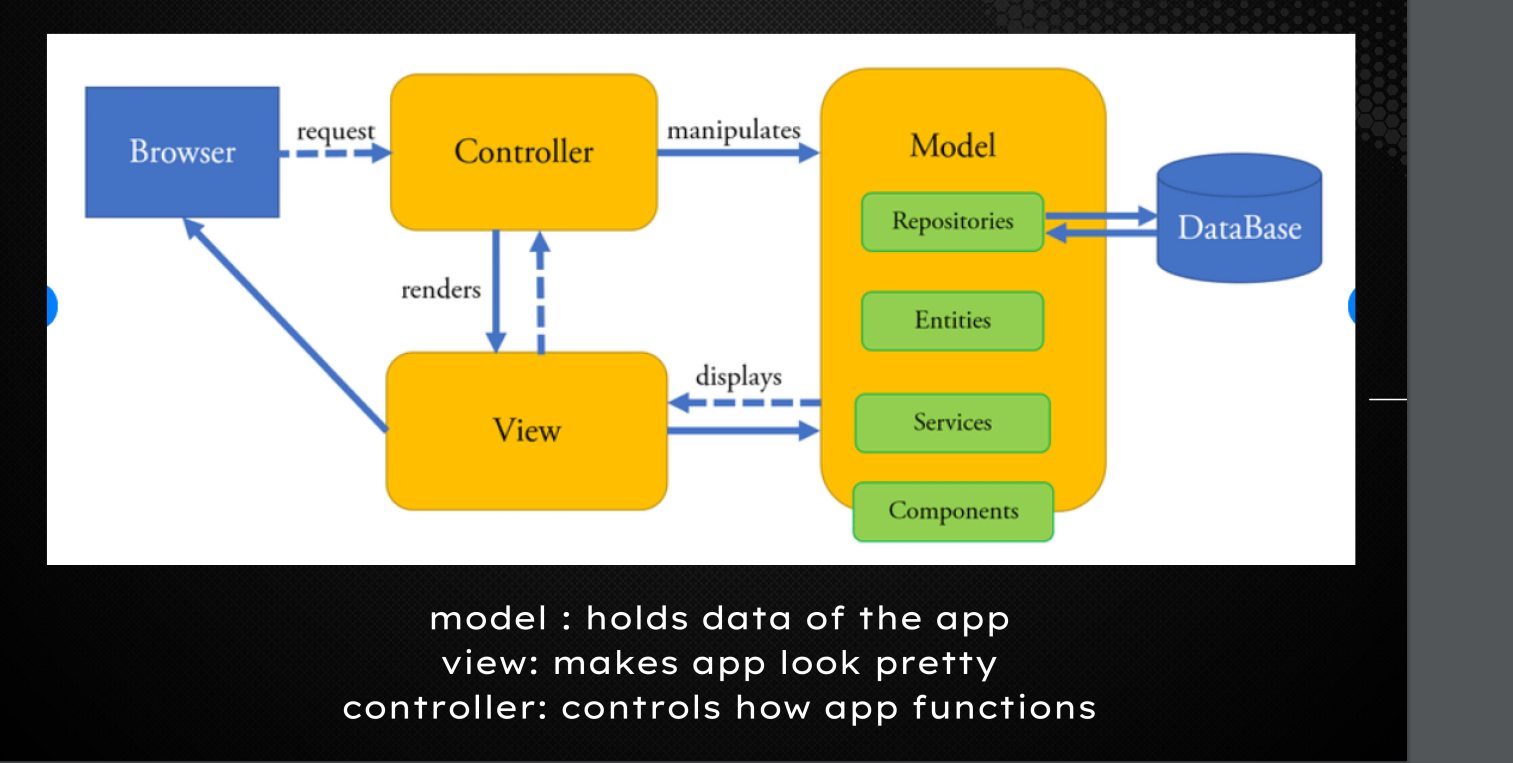 Browser
request
Controller
manipulates
Model
Repositories
DataBase
renders
Entities
displays
View
Services
Components
model : holds data of the app
view: makes app look pretty
controller: controls how app functions